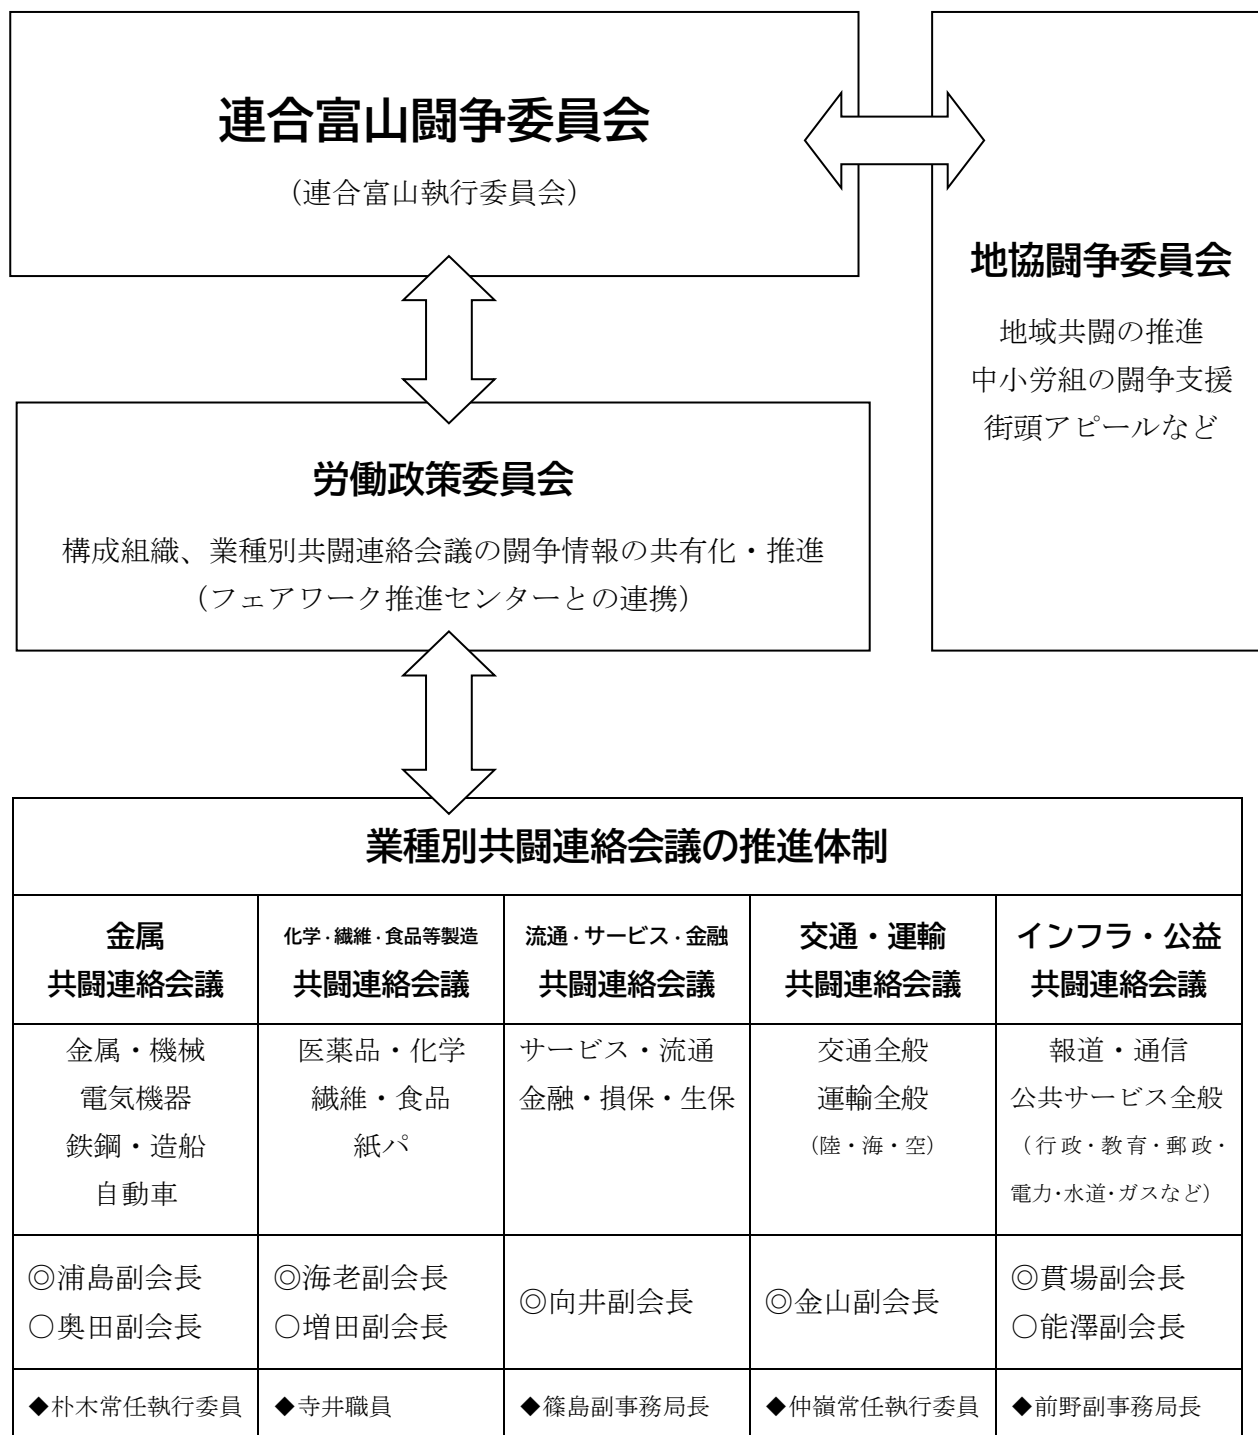 連合富山闘争委員会
（連合富山執行委員会）
地協闘争委員会
地域共闘の推進
中小労組の闘争支援
街頭アピールなど
労働政策委員会
構成組織、業種別共闘連絡会議の闘争情報の共有化・推進
（フェアワーク推進センターとの連携）
業種別共闘連絡会議の推進体制
金属
共闘連絡会議
化学・繊維・食品等製造
共闘連絡会議
流通・サービス・金融
共闘連絡会議
交通・運輸
共闘連絡会議
インフラ・公益
共闘連絡会議
金属・機械
電気機器
鉄鋼・造船
自動車
医薬品・化学
繊維・食品
紙パ
サービス・流通
金融・損保・生保
交通全般
運輸全般
（陸・海・空）
報道・通信
公共サービス全般
（行政・教育・郵政・
電力・水道・ガスなど）
◎浦島副会長
○奥田副会長
◎海老副会長
○増田副会長
◎向井副会長
◎金山副会長
◎貫場副会長
○能澤副会長
◆朴木常任執行委員
◆寺井職員
◆篠島副事務局長
◆仲嶺常任執行委員
◆前野副事務局長